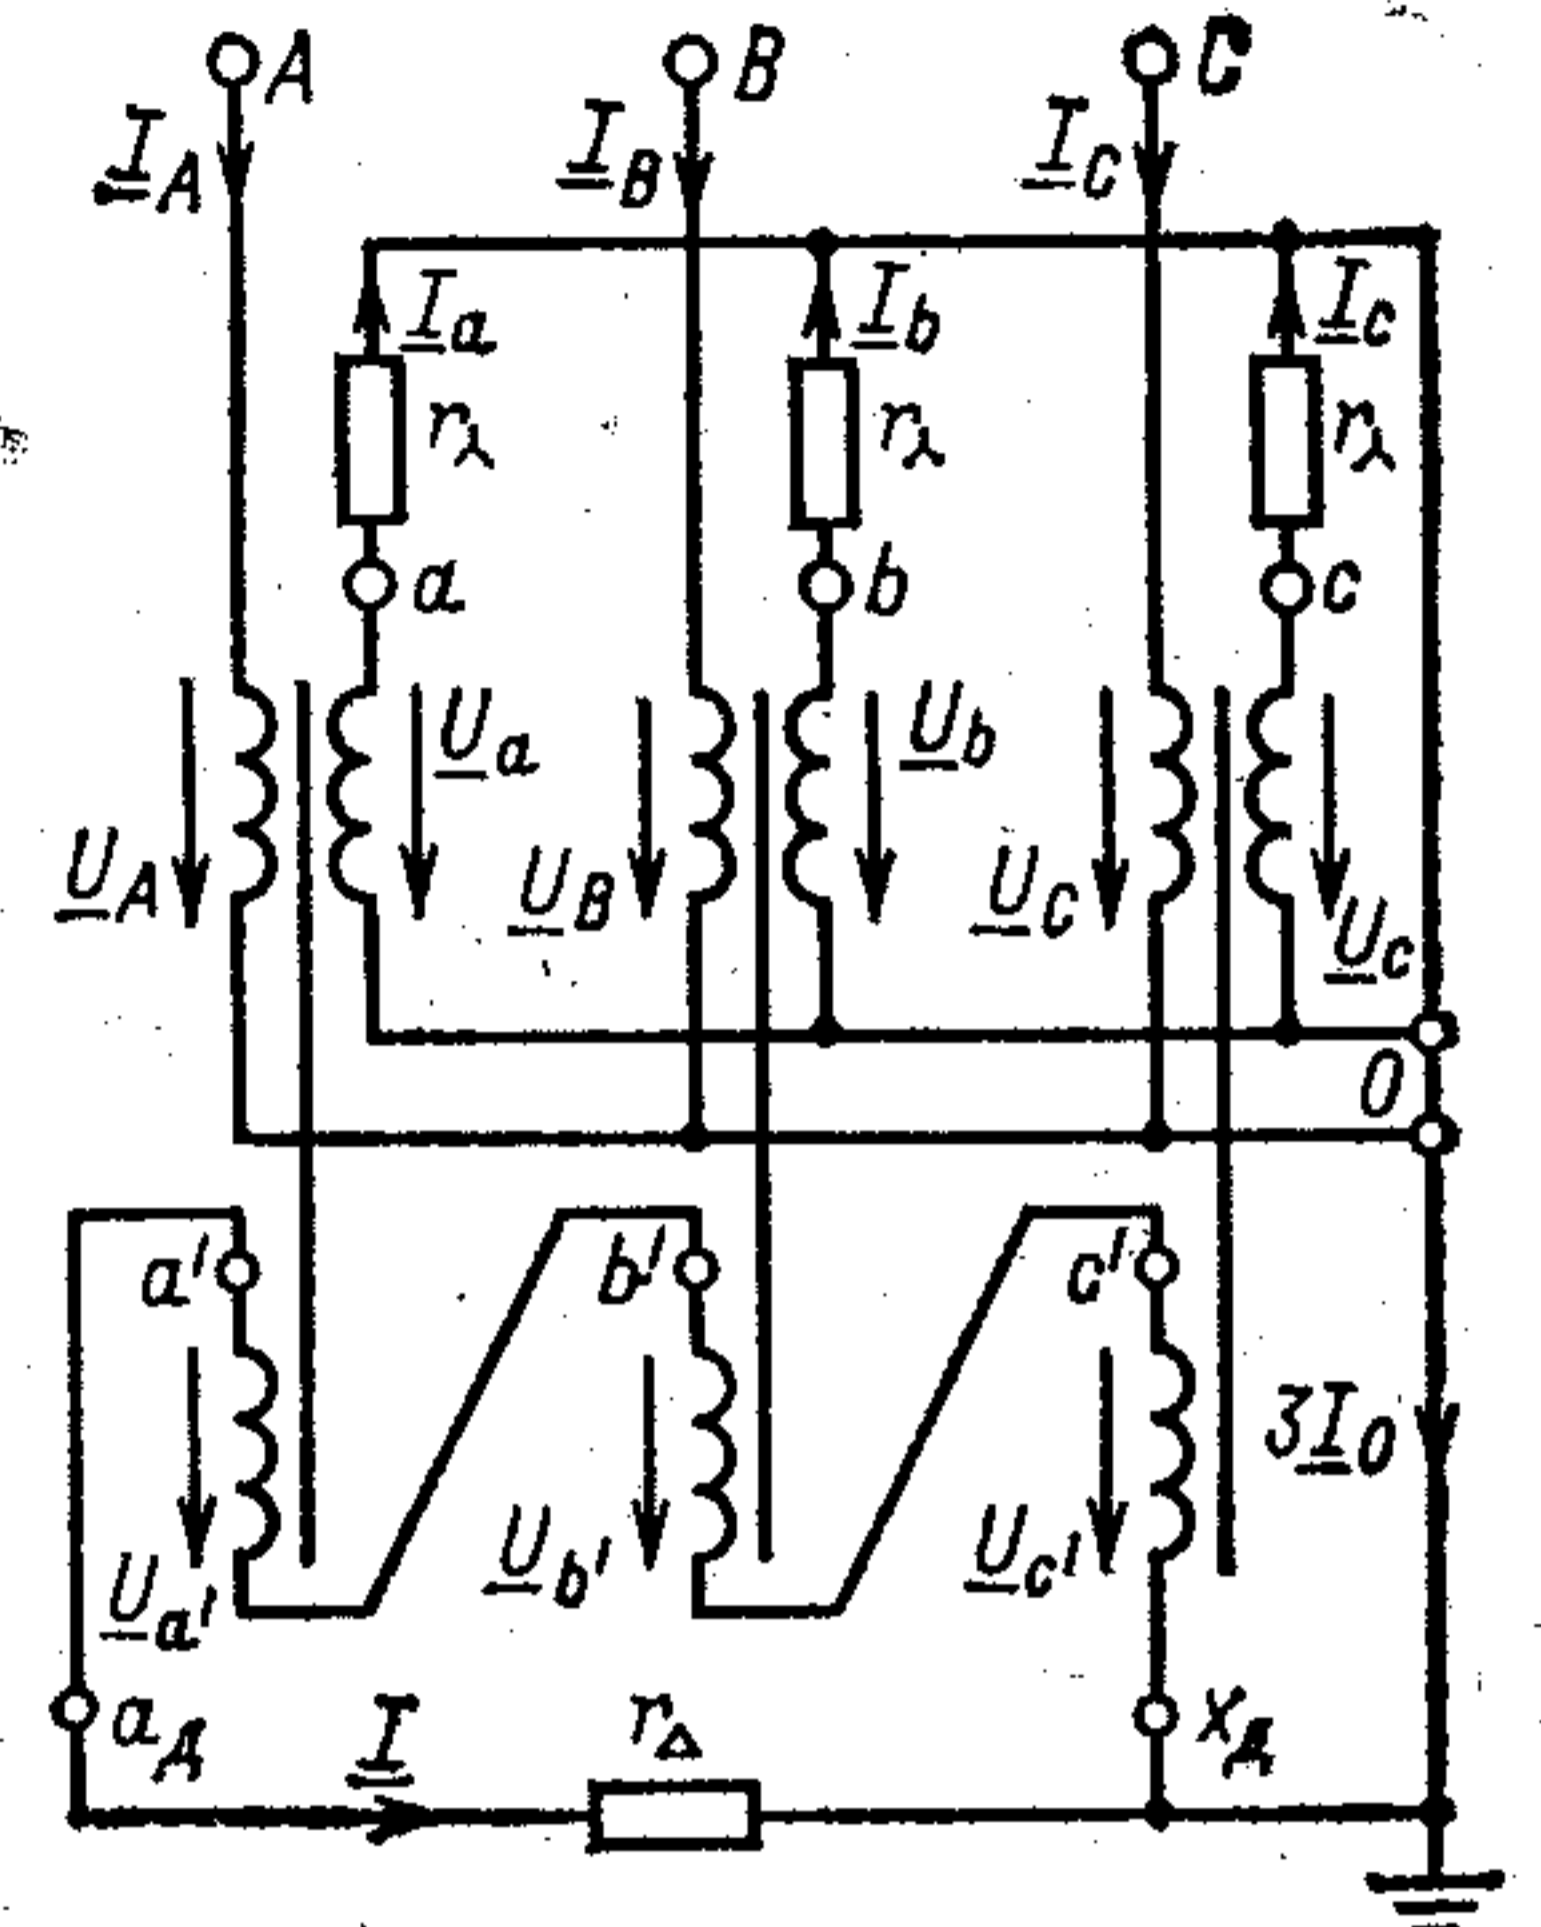 A B C
I_A I_B I_C
I_a I_b I_c
r_λ r_λ r_λ
a b c
U_a U_b
U_A U_B U_C U_c
0
a' b' c'
3I_0
U_a' U_b' U_c'
a_A I r_Δ x_Д